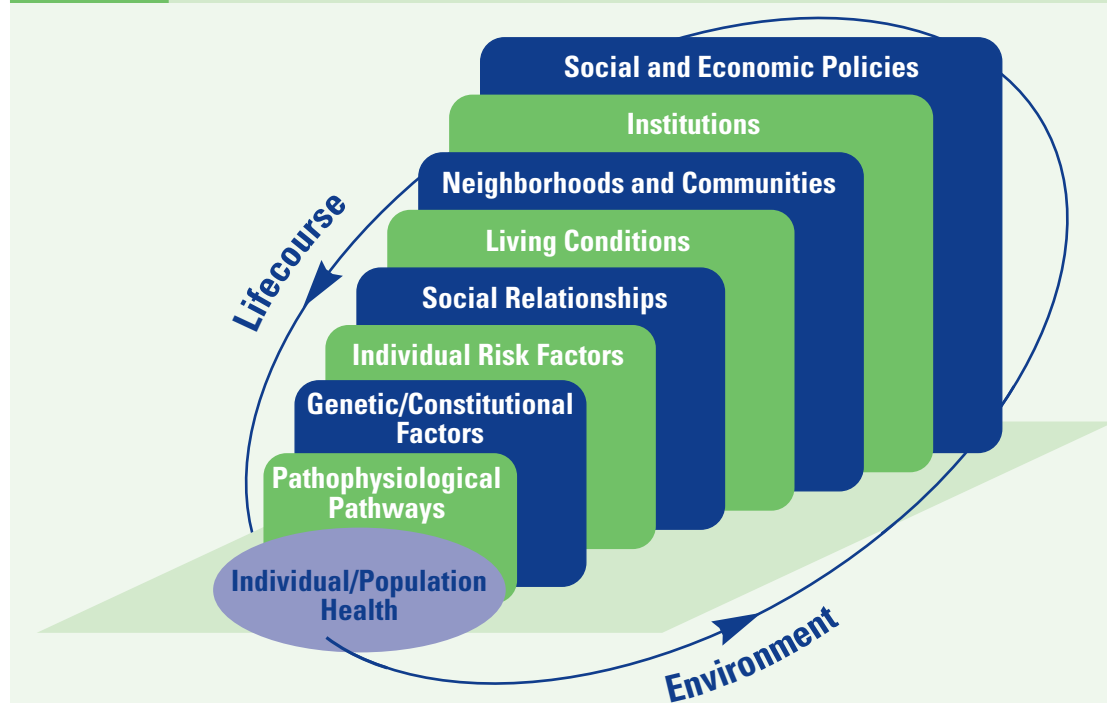 Social and Economic Policies
Institutions
Neighborhoods and Communities
Living Conditions
Lifecourse
Social Relationships
Individual Risk Factors
Genetic/Constitutional
Factors
Pathophysiological
Pathways
Individual/Population
Health
Environment